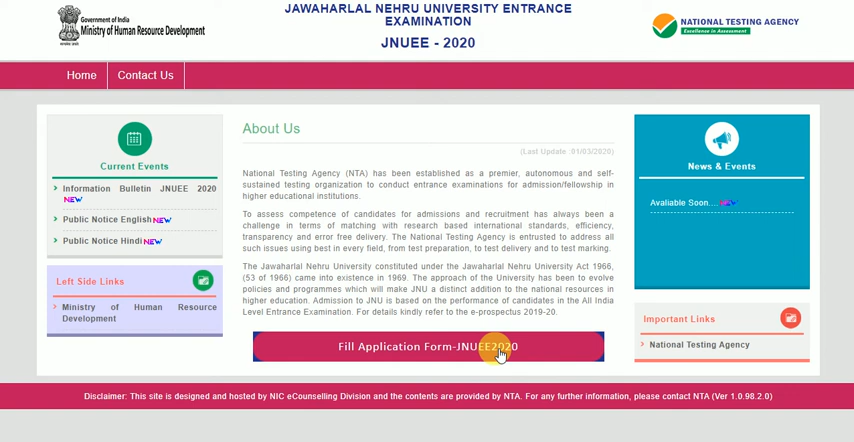 JAWAHARLAL NEHRU UNIVERSITY ENTRANCE
EXAMINATION
JNUEE - 2020
Government of India
Ministry of Human Resource Development
NATIONAL TESTING AGENCY
Excellence in Assessment
Home
Contact Us
Current Events
Information Bulletin JNUEE 2020
NEW
Public Notice English NEW
Public Notice Hindi NEW
Left Side Links
Ministry of Human Resource
Development
About Us
(Last Update :01/03/2020)
National Testing Agency (NTA) has been established as a premier, autonomous and self-
sustained testing organization to conduct entrance examinations for admission/fellowship in
higher educational institutions.
To assess competence of candidates for admissions and recruitment has always been a
challenge in terms of matching with research based international standards, efficiency,
transparency and error free delivery. The National Testing Agency is entrusted to address all
such issues using best in every field, from test preparation, to test delivery and to test marking.
The Jawaharlal Nehru University constituted under the Jawaharlal Nehru University Act 1966,
(53 of 1966) came into existence in 1969. The approach of the University has been to evolve
policies and programmes which will make JNU a distinct addition to the national resources in
higher education. Admission to JNU is based on the performance of candidates in the All India
Level Entrance Examination. For details kindly refer to the e-prospectus 2019-20.
Fill Application Form-JNUEE2020
News & Events
Avaliable Soon....
Important Links
National Testing Agency
Disclaimer: This site is designed and hosted by NIC eCounselling Division and the contents are provided by NTA. For any further information, please contact NTA (Ver 1.0.98.2.0)